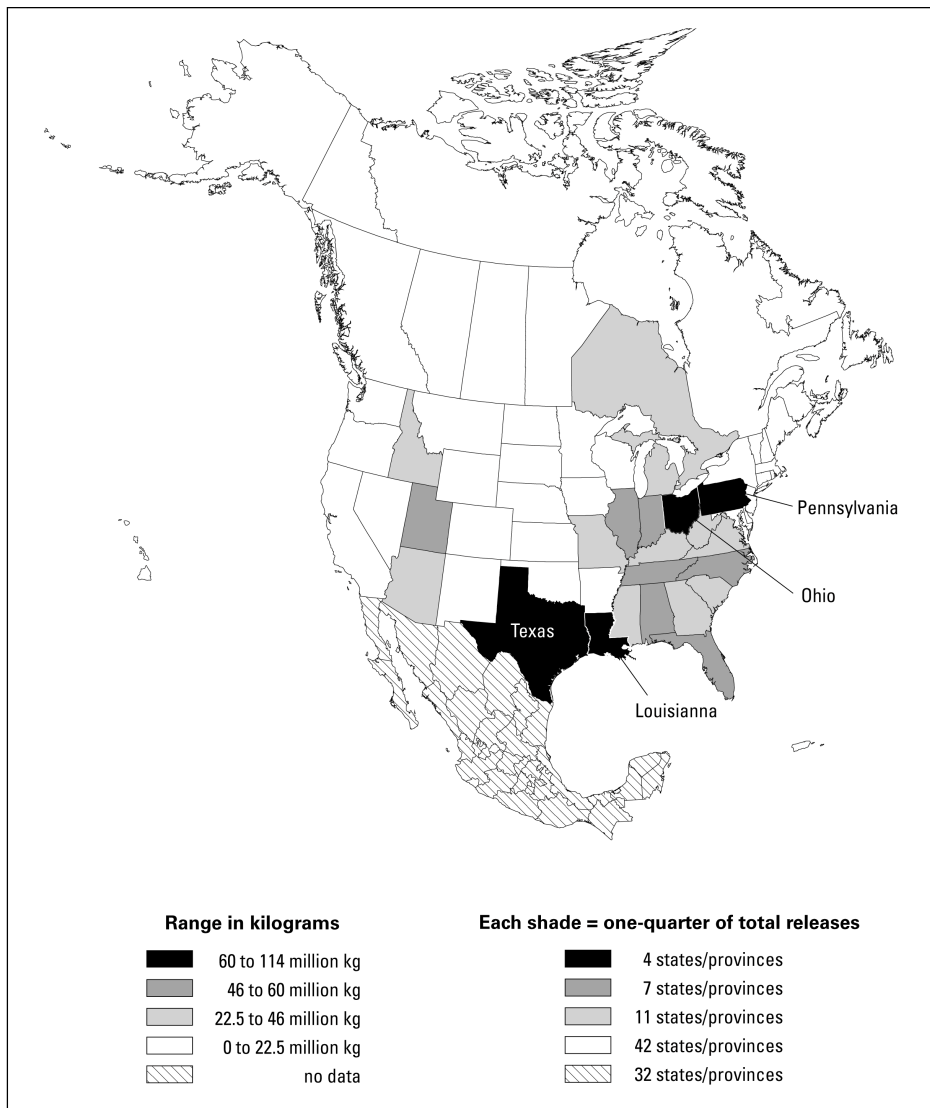 Pennsylvania
Ohio
Texas
Louisianna
Range in kilograms
60 to 114 million kg
46 to 60 million kg
22.5 to 46 million kg
0 to 22.5 million kg
no data
Each shade = one-quarter of total releases
4 states/provinces
7 states/provinces
11 states/provinces
42 states/provinces
32 states/provinces